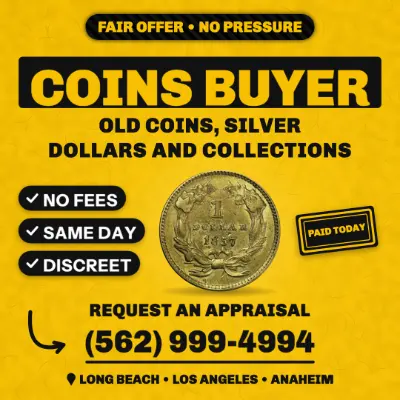 FAIR OFFER • NO PRESSURE
COINS BUYER
OLD COINS, SILVER
DOLLARS AND COLLECTIONS
✓ NO FEES
✓ SAME DAY
✓ DISCREET
1
DOLLAR
1857
PAID TODAY
REQUEST AN APPRAISAL
(562) 999-4994
LONG BEACH • LOS ANGELES • ANAHEIM